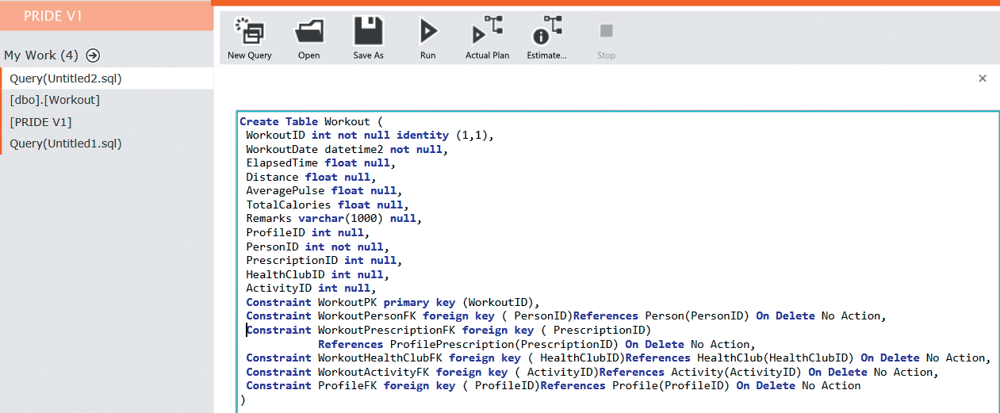 PRIDE V1
New Query
Open
Save As
Run
Actual Plan
Estimate...
Stop
My Work (4)
Query(Untitled2.sql)
[dbo].[Workout]
[PRIDE V1]
Query(Untitled1.sql)
Create Table Workout (
WorkoutID int not null identity (1,1),
WorkoutDate datetime2 not null,
ElapsedTime float null,
Distance float null,
AveragePulse float null,
TotalCalories float null,
Remarks varchar(1000) null,
ProfileID int null,
PersonID int not null,
PrescriptionID int null,
HealthClubID int null,
ActivityID int null,
Constraint WorkoutPK primary key (WorkoutID),
Constraint WorkoutPersonFK foreign key ( PersonID)References Person(PersonID) On Delete No Action,
Constraint WorkoutPrescriptionFK foreign key ( PrescriptionID)
References ProfilePrescription(PrescriptionID) On Delete No Action,
Constraint WorkoutHealthClubFK foreign key ( HealthClubID)References HealthClub(HealthClubID) On Delete No Action,
Constraint WorkoutActivityFK foreign key ( ActivityID)References Activity(ActivityID) On Delete No Action,
Constraint ProfileFK foreign key ( ProfileID)References Profile(ProfileID) On Delete No Action
)